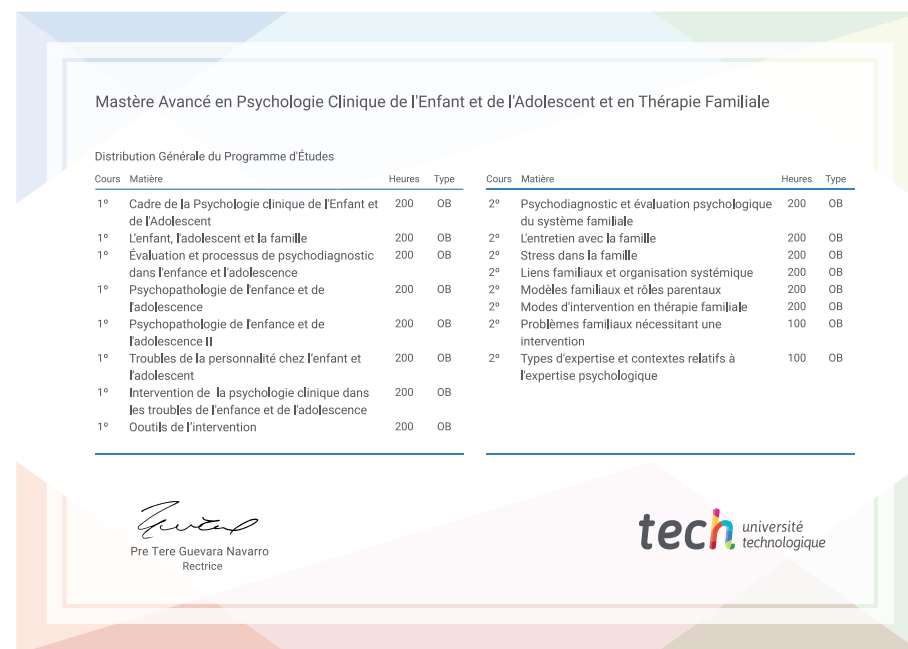 Mastère Avancé en Psychologie Clinique de l'Enfant et de l'Adolescent et en Thérapie Familiale
Distribution Générale du Programme d'Études
Cours Matière Heures Type
1º Cadre de la Psychologie clinique de l'Enfant et 200 OB
de l'Adolescent
1º L’enfant, l’adolescent et la famille 200 OB
1º Évaluation et processus de psychodiagnostic 200 OB
dans l’enfance et l’adolescence
1º Psychopathologie de l’enfance et de 200 OB
l’adolescence
1º Psychopathologie de l’enfance et de 200 OB
l’adolescence II
1º Troubles de la personnalité chez l’enfant et 200 OB
l’adolescent
1º Intervention de la psychologie clinique dans 200 OB
les troubles de l’enfance et de l’adolescence
1º Ooutils de l’intervention 200 OB
Cours Matière Heures Type
2º Psychodiagnostic et évaluation psychologique 200 OB
du système familiale
2º L’entretien avec la famille 200 OB
2º Stress dans la famille 200 OB
2º Liens familiaux et organisation systémique 200 OB
2º Modèles familiaux et rôles parentaux 200 OB
2º Modes d’intervention en thérapie familiale 200 OB
2º Problèmes familiaux nécessitant une 100 OB
intervention
2º Types d’expertise et contextes relatifs à 100 OB
l’expertise psychologique
Pre Tere Guevara Navarro
Rectrice
tech université
technologique